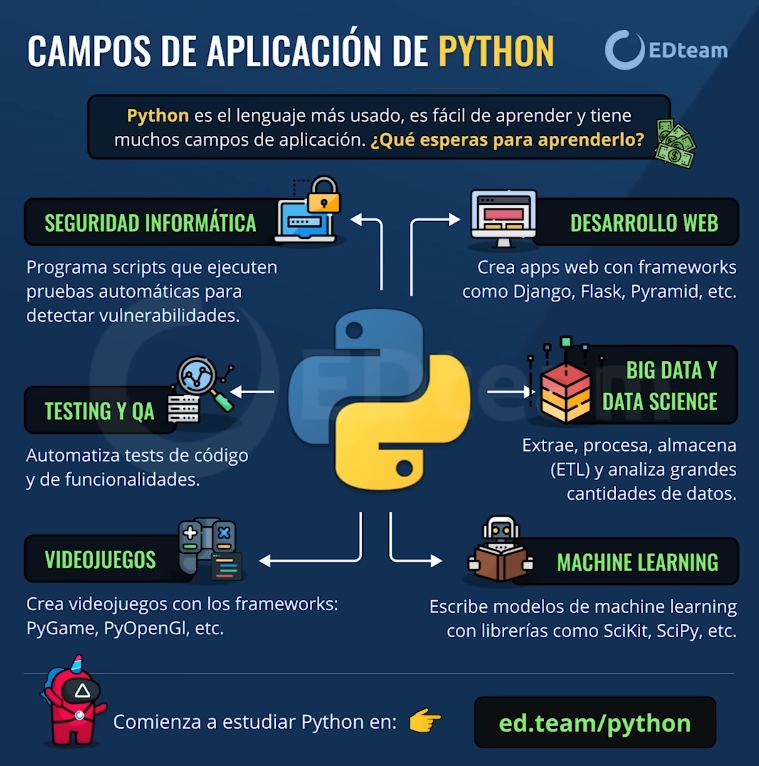 CAMPOS DE APLICACIÓN DE PYTHON
EDteam
Python es el lenguaje más usado, es fácil de aprender y tiene
muchos campos de aplicación. ¿Qué esperas para aprenderlo?
SEGURIDAD INFORMÁTICA
Programa scripts que ejecuten
pruebas automáticas para
detectar vulnerabilidades.
DESARROLLO WEB
Crea apps web con frameworks
como Django, Flask, Pyramid, etc.
TESTING Y QA
Automatiza tests de código
y de funcionalidades.
BIG DATA Y
DATA SCIENCE
Extrae, procesa, almacena
(ETL) y analiza grandes
cantidades de datos.
VIDEOJUEGOS
Crea videojuegos con los frameworks:
PyGame, PyOpenGl, etc.
MACHINE LEARNING
Escribe modelos de machine learning
con librerías como SciKit, SciPy, etc.
EDteam
Comienza a estudiar Python en:
ed.team/python